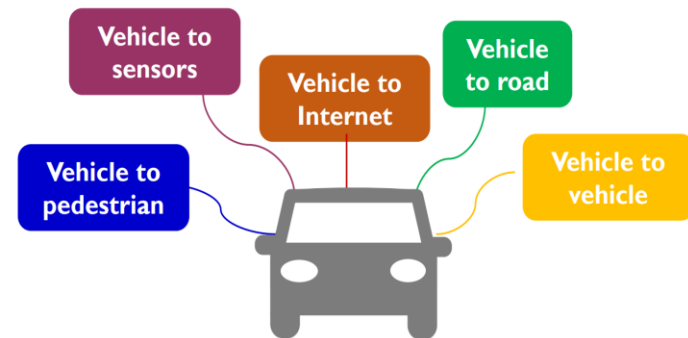 Vehicle to
sensors
Vehicle to
Internet
Vehicle
to road
Vehicle to
pedestrian
Vehicle to
vehicle